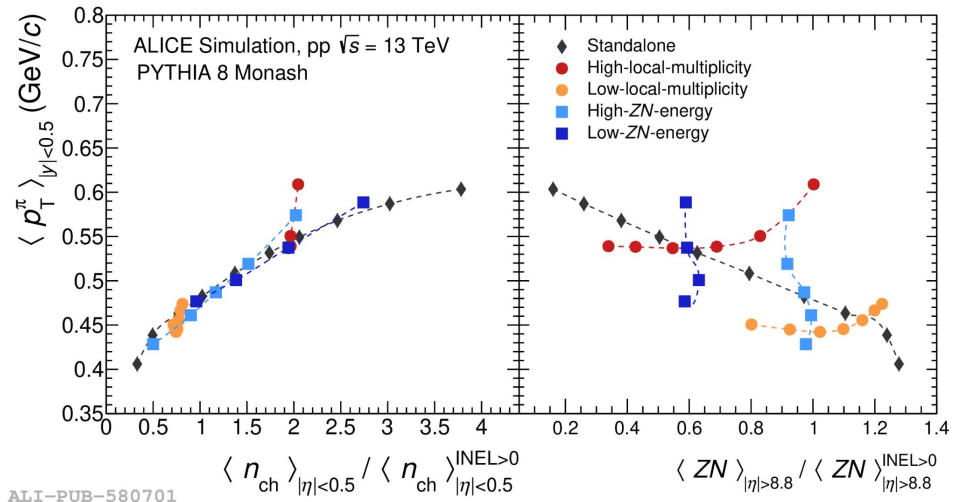 ALICE Simulation, pp √s = 13 TeV
PYTHIA 8 Monash
Standalone
High-local-multiplicity
Low-local-multiplicity
High-ZN-energy
Low-ZN-energy
⟨ p_T^π ⟩_{|y|<0.5} (GeV/c)
0.8
0.75
0.7
0.65
0.6
0.55
0.5
0.45
0.4
0.35
0 0.5 1 1.5 2 2.5 3 3.5 4
0.2 0.4 0.6 0.8 1 1.2 1.4
⟨ n_ch ⟩_{|η|<0.5} / ⟨ n_ch ⟩_{|η|<0.5}^{INEL>0}
⟨ ZN ⟩_{|η|>8.8} / ⟨ ZN ⟩_{|η|>8.8}^{INEL>0}
ALI-PUB-580701